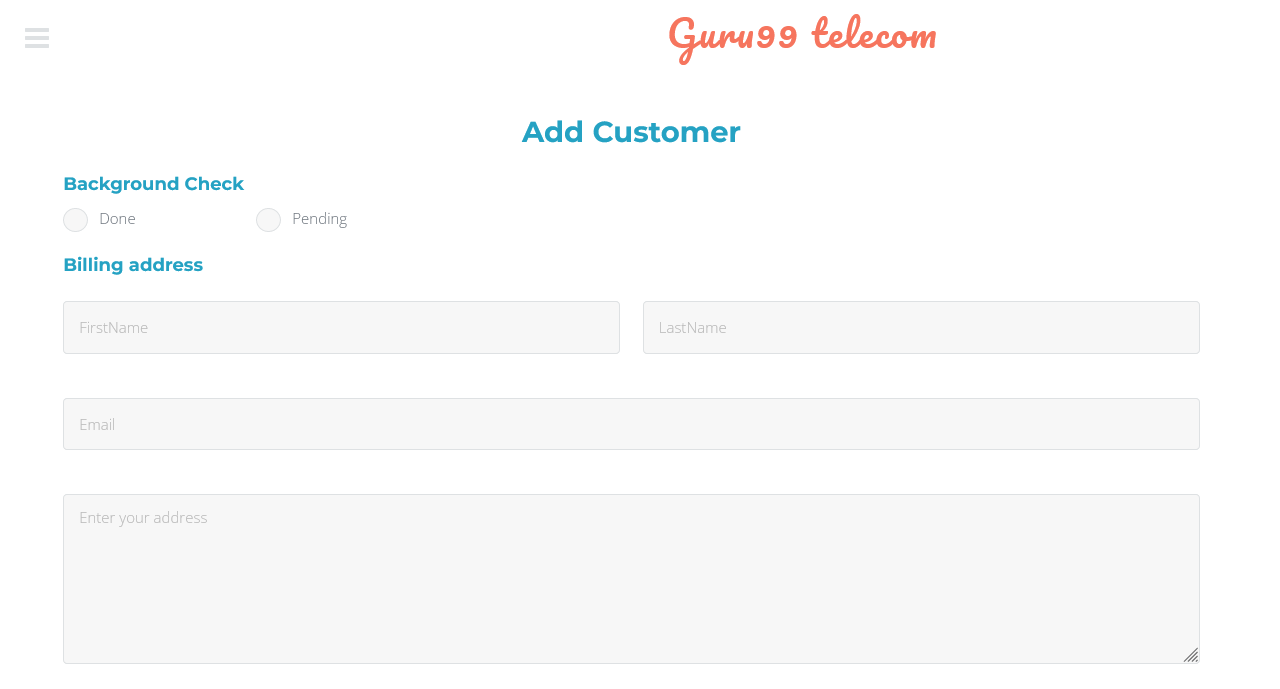 Guru99 telecom
Add Customer
Background Check
Done Pending
Billing address
FirstName LastName
Email
Enter your address